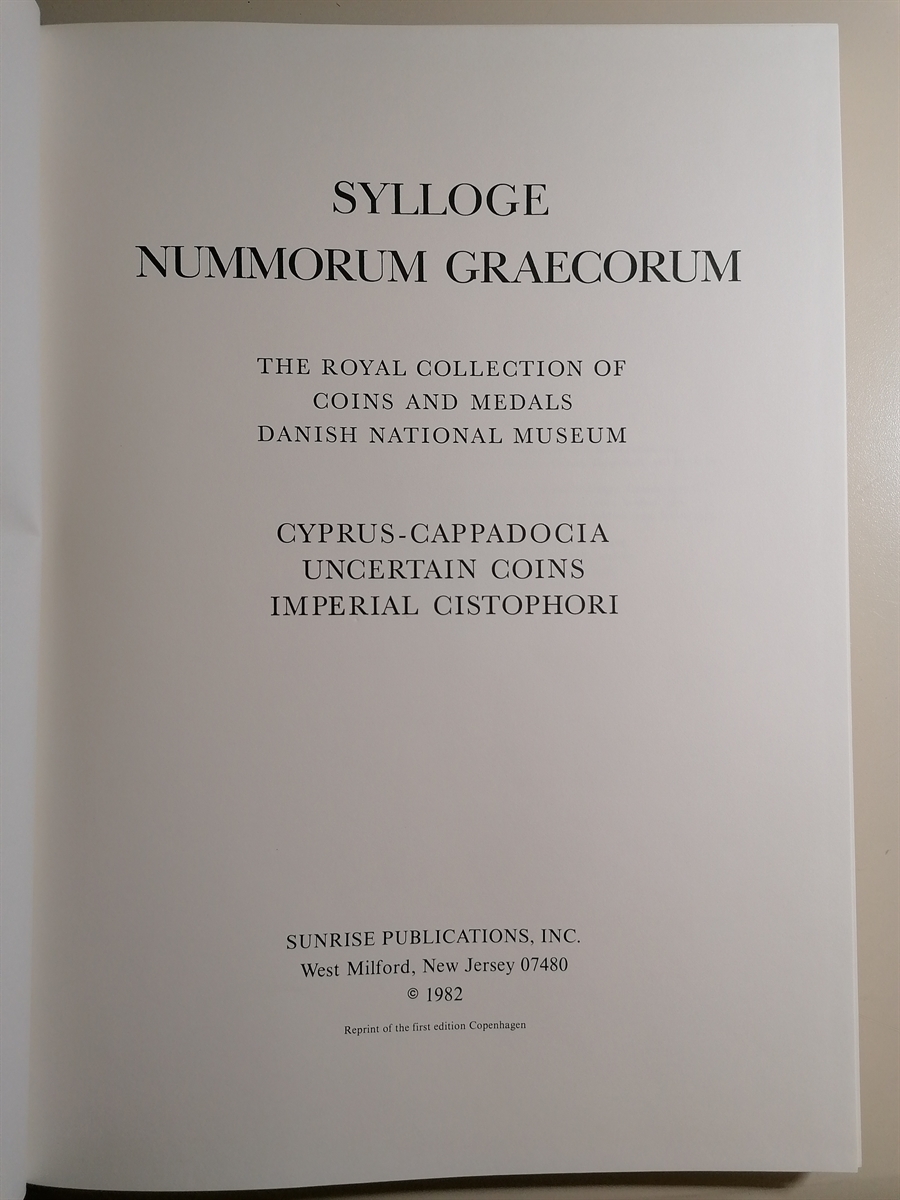 SYLLOGE
NUMMORUM GRAECORUM
THE ROYAL COLLECTION OF
COINS AND MEDALS
DANISH NATIONAL MUSEUM
CYPRUS-CAPPADOCIA
UNCERTAIN COINS
IMPERIAL CISTOPHORI
SUNRISE PUBLICATIONS, INC.
West Milford, New Jersey 07480
© 1982
Reprint of the first edition Copenhagen